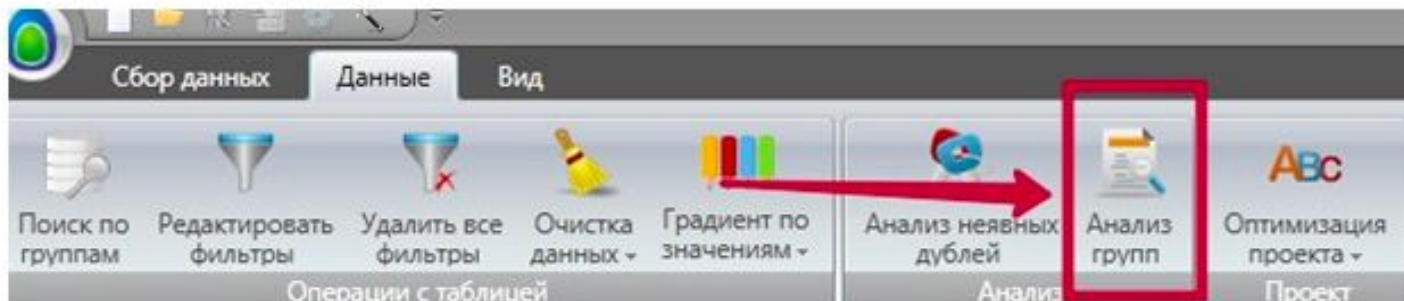 Сбор данных Данные Вид
Поиск по Редактировать Удалить все Очистка Градиент по Анализ неявных Анализ Оптимизация
группам фильтры фильтры данных значениям дублей групп проекта
Операции с таблицей Анализ Проект